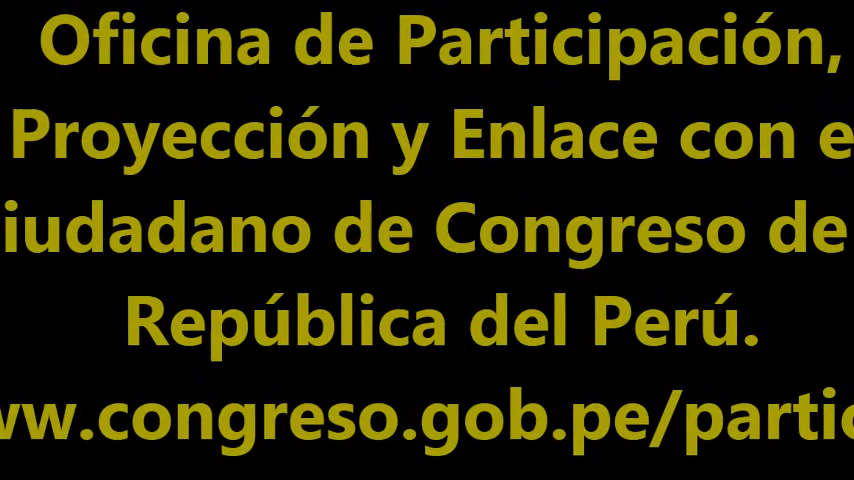 Oficina de Participación,
Proyección y Enlace con e
iudadano de Congreso de
República del Perú.
ww.congreso.gob.pe/partic